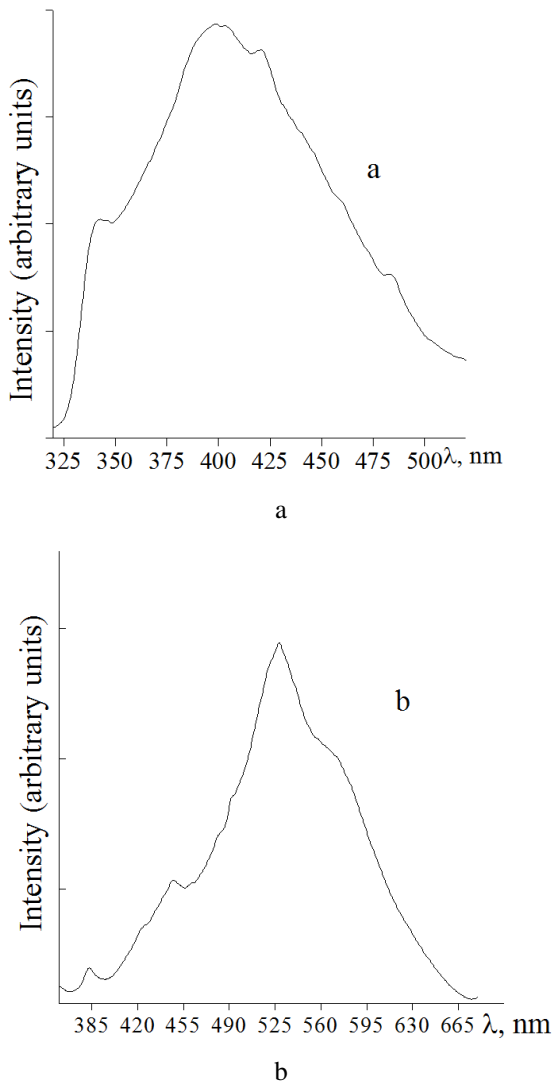 Intensity (arbitrary units)
a
325 350 375 400 425 450 475 500 λ, nm
a
Intensity (arbitrary units)
b
385 420 455 490 525 560 595 630 665 λ, nm
b